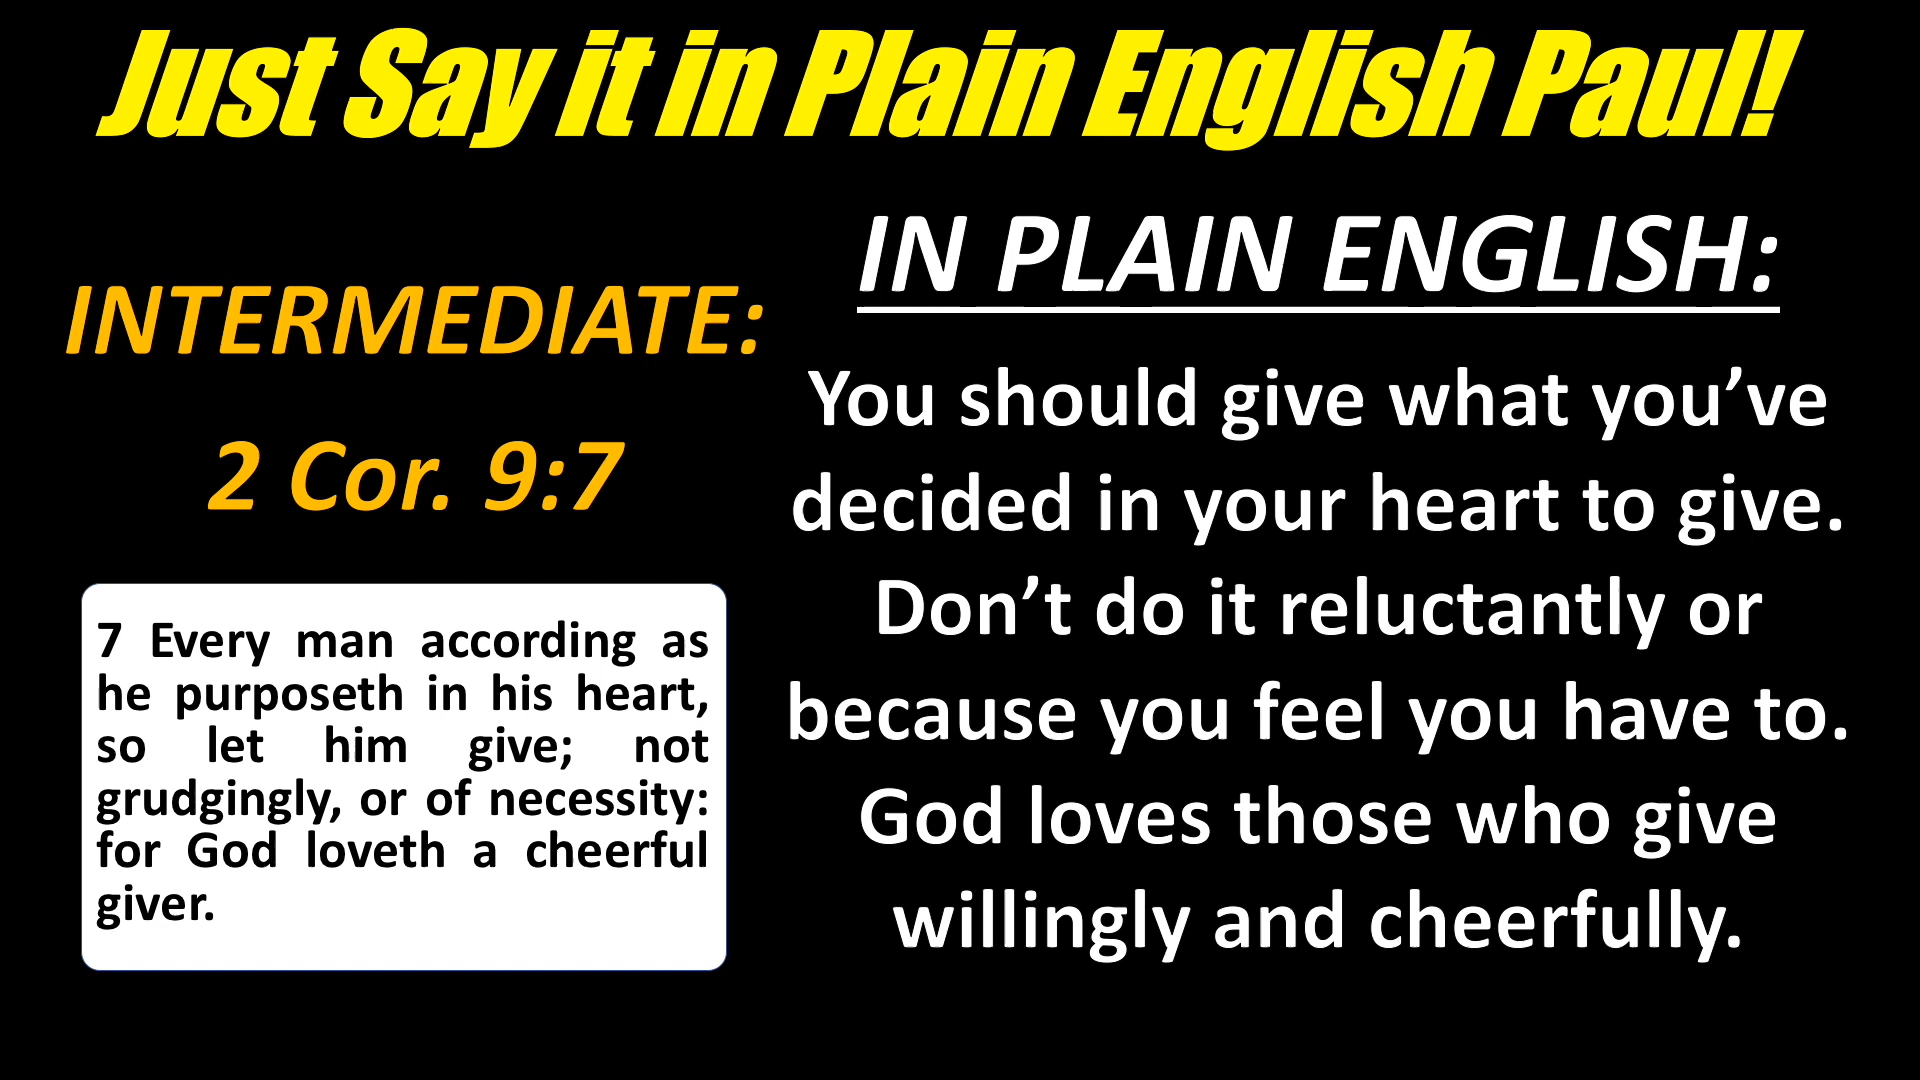 Just Say it in Plain English Paul!
INTERMEDIATE:
2 Cor. 9:7
7 Every man according as
he purposeth in his heart,
so let him give; not
grudgingly, or of necessity:
for God loveth a cheerful
giver.
IN PLAIN ENGLISH:
You should give what you’ve
decided in your heart to give.
Don’t do it reluctantly or
because you feel you have to.
God loves those who give
willingly and cheerfully.